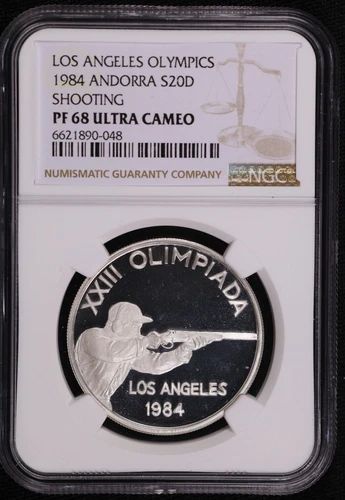 LOS ANGELES OLYMPICS
1984 ANDORRA S20D
SHOOTING
PF 68 ULTRA CAMEO
6621890-048
NUMISMATIC GUARANTY COMPANY
NGC
XXIII OLIMPIADA
LOS ANGELES
1984